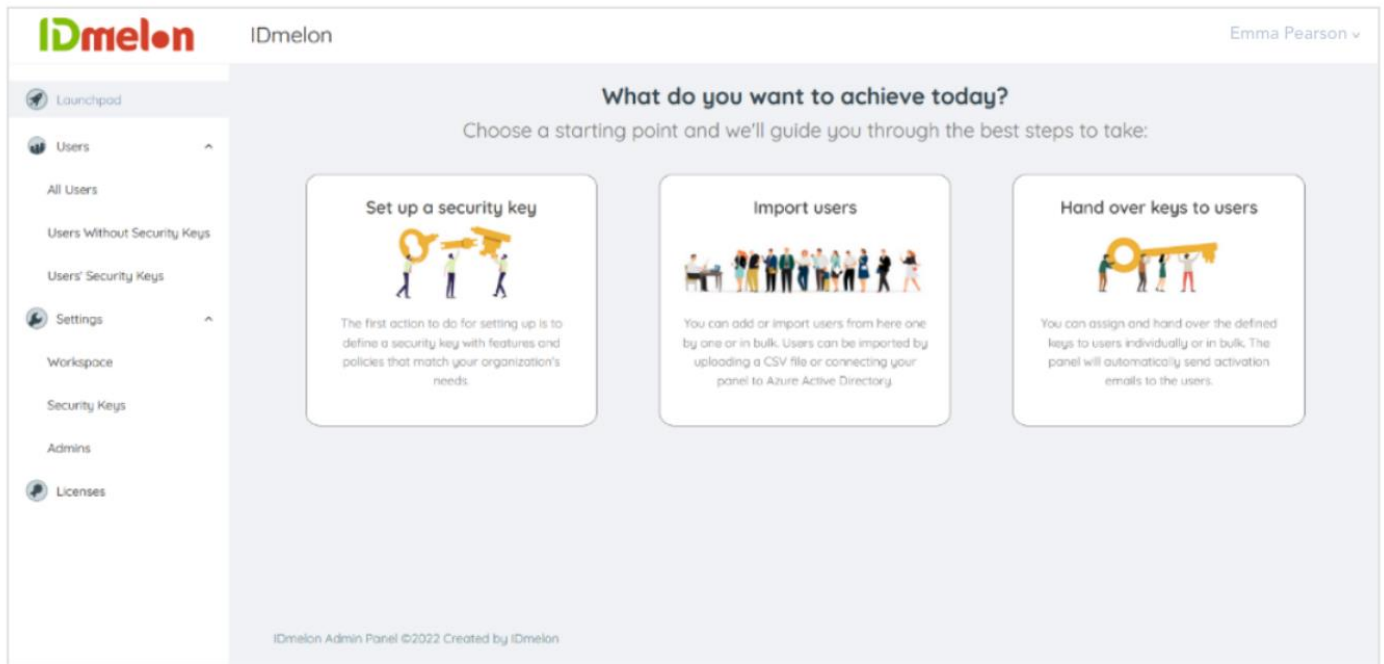 IDmelon
IDmelon
Emma Pearson
Launchpad
Users
All Users
Users Without Security Keys
Users' Security Keys
Settings
Workspace
Security Keys
Admins
Licenses
What do you want to achieve today?
Choose a starting point and we'll guide you through the best steps to take:
Set up a security key
The first action to do for setting up is to
define a security key with features and
policies that match your organization's
needs.
Import users
You can add or import users from here one
by one or in bulk. Users can be imported by
uploading a CSV file or connecting your
panel to Azure Active Directory.
Hand over keys to users
You can assign and hand over the defined
keys to users individually or in bulk. The
panel will automatically send activation
emails to the users.
IDmelon Admin Panel ©2022 Created by IDmelon